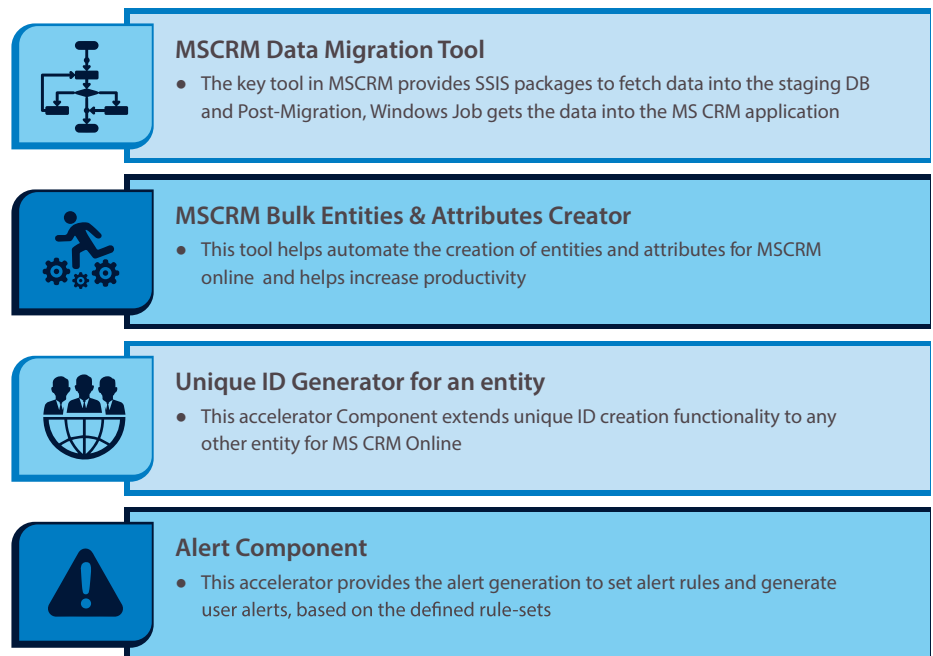 MSCRM Data Migration Tool
● The key tool in MSCRM provides SSIS packages to fetch data into the staging DB
and Post-Migration, Windows Job gets the data into the MS CRM application
MSCRM Bulk Entities & Attributes Creator
● This tool helps automate the creation of entities and attributes for MSCRM
online and helps increase productivity
Unique ID Generator for an entity
● This accelerator Component extends unique ID creation functionality to any
other entity for MS CRM Online
Alert Component
● This accelerator provides the alert generation to set alert rules and generate
user alerts, based on the defined rule-sets